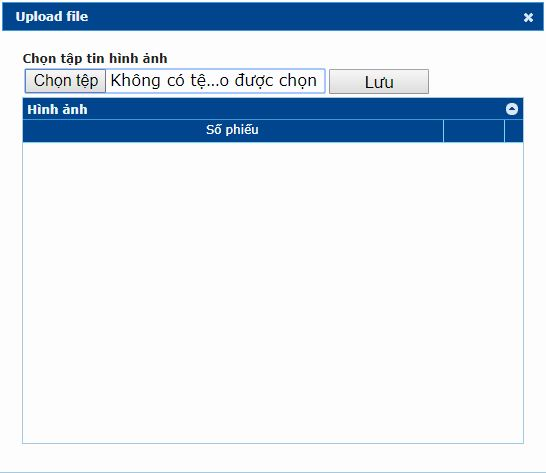 Upload file
Chọn tập tin hình ảnh
Chọn tệp Không có tệ...o được chọn Lưu
Hình ảnh
Số phiếu